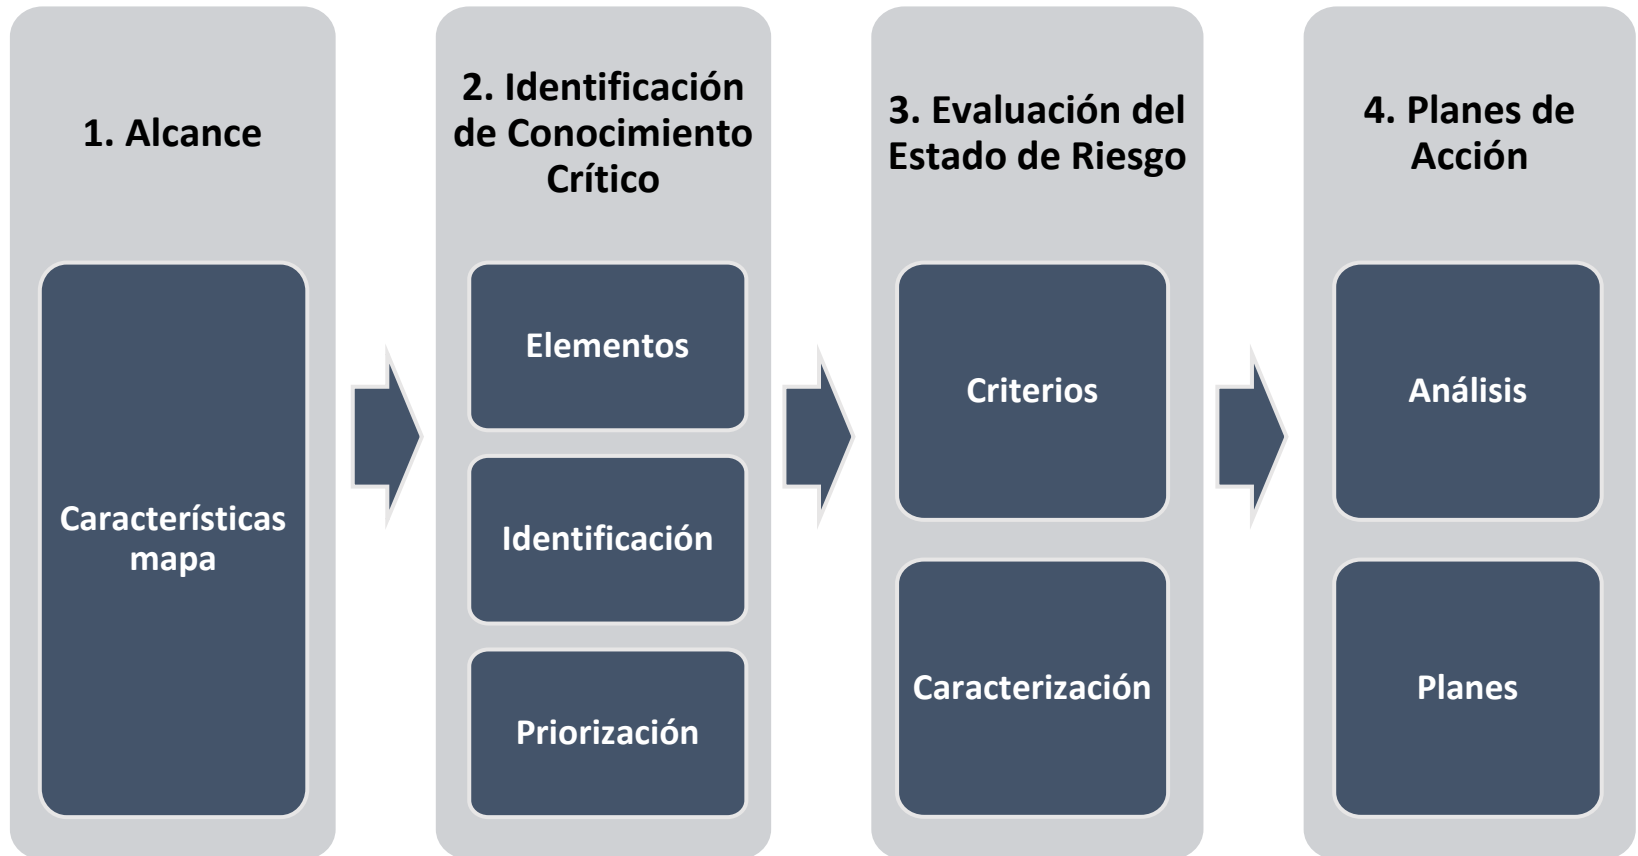 1. Alcance
Características
mapa
2. Identificación
de Conocimiento
Crítico
Elementos
Identificación
Priorización
3. Evaluación del
Estado de Riesgo
Criterios
Caracterización
4. Planes de
Acción
Análisis
Planes